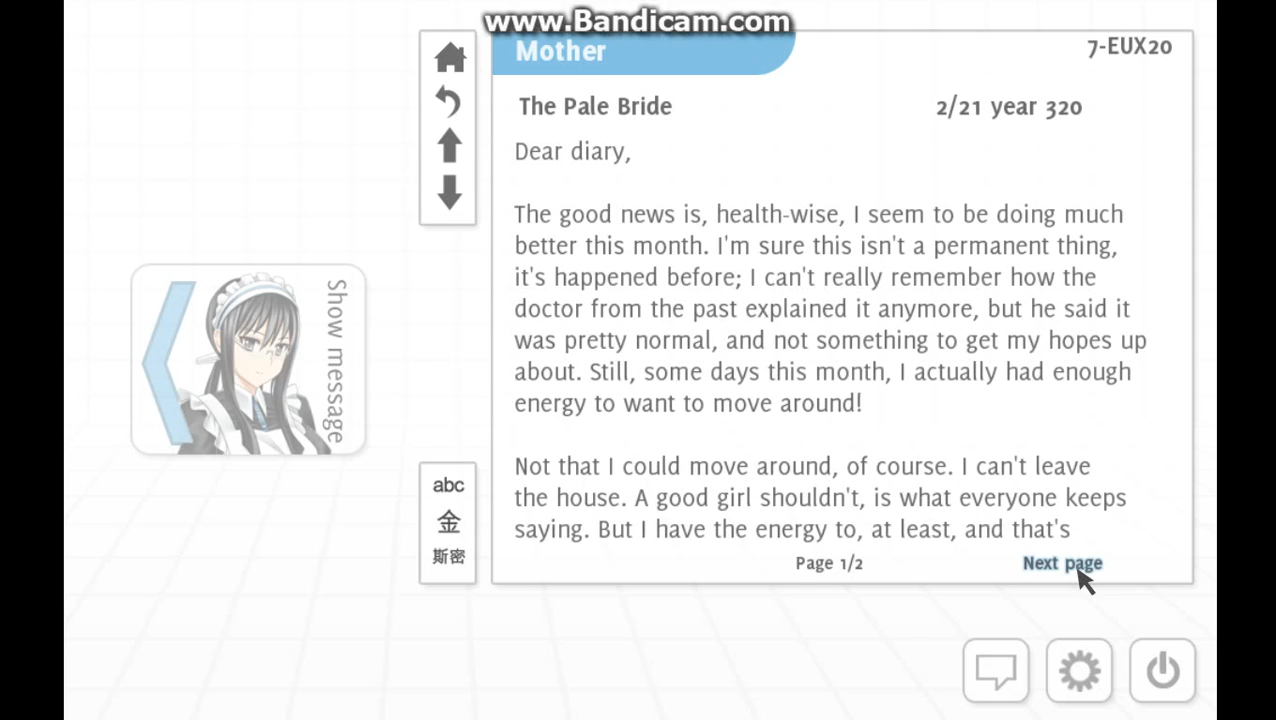 www.Bandicam.com
Mother
7-EUX20
The Pale Bride
2/21 year 320
Dear diary,
The good news is, health-wise, I seem to be doing much
better this month. I'm sure this isn't a permanent thing,
it's happened before; I can't really remember how the
doctor from the past explained it anymore, but he said it
was pretty normal, and not something to get my hopes up
about. Still, some days this month, I actually had enough
energy to want to move around!
Not that I could move around, of course. I can't leave
the house. A good girl shouldn't, is what everyone keeps
saying. But I have the energy to, at least, and that's
Page 1/2
Next page
Show message
abc
金
斯密